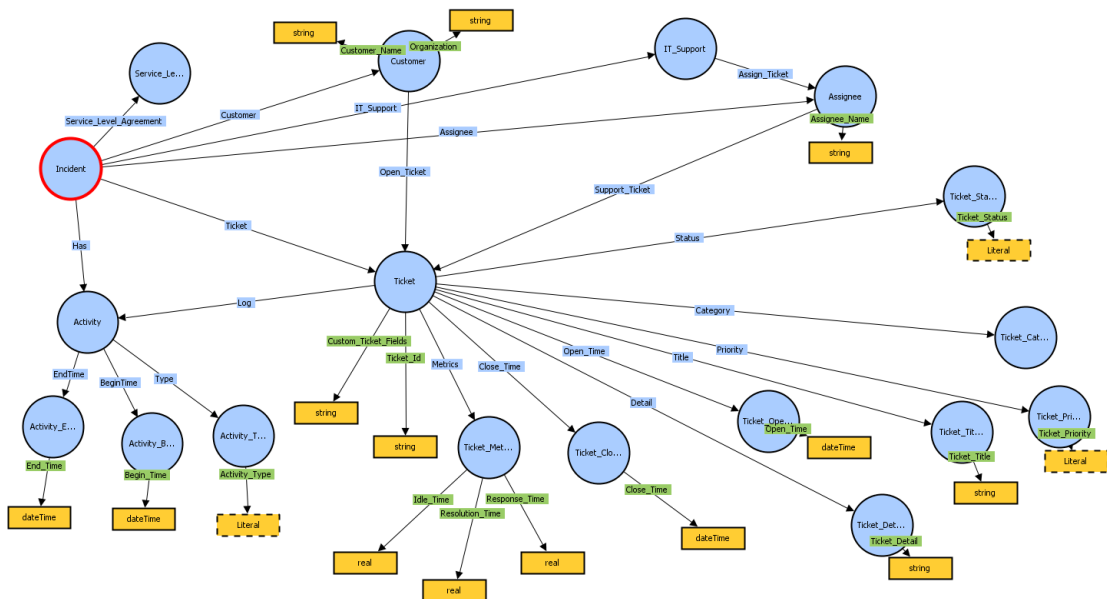 string
string
Customer_Name
Organization
Customer
IT_Support
Service_Le...
Assign_Ticket
Assignee
Customer
IT_Support
Service_Level_Agreement
Assignee_Name
Assignee
string
Incident
Open_Ticket
Support_Ticket
Ticket_Sta...
Ticket_Status
Ticket
Status
Has
Literal
Ticket
Log
Category
Activity
Custom_Ticket_Fields
Ticket_Id
Metrics
Close_Time
Open_Time
Title
Priority
Ticket_Cat...
EndTime
BeginTime
Type
Detail
string
string
Activity_E...
Activity_B...
Activity_T...
Ticket_Met...
Ticket_Clo...
Ticket_Ope...
Open_Time
dateTime
Ticket_Tit...
Ticket_Title
Ticket_Pri...
Ticket_Priority
Literal
End_Time
Begin_Time
Activity_Type
Idle_Time
Resolution_Time
Response_Time
Close_Time
string
dateTime
dateTime
Literal
dateTime
Ticket_Det...
Ticket_Detail
real
real
real
string